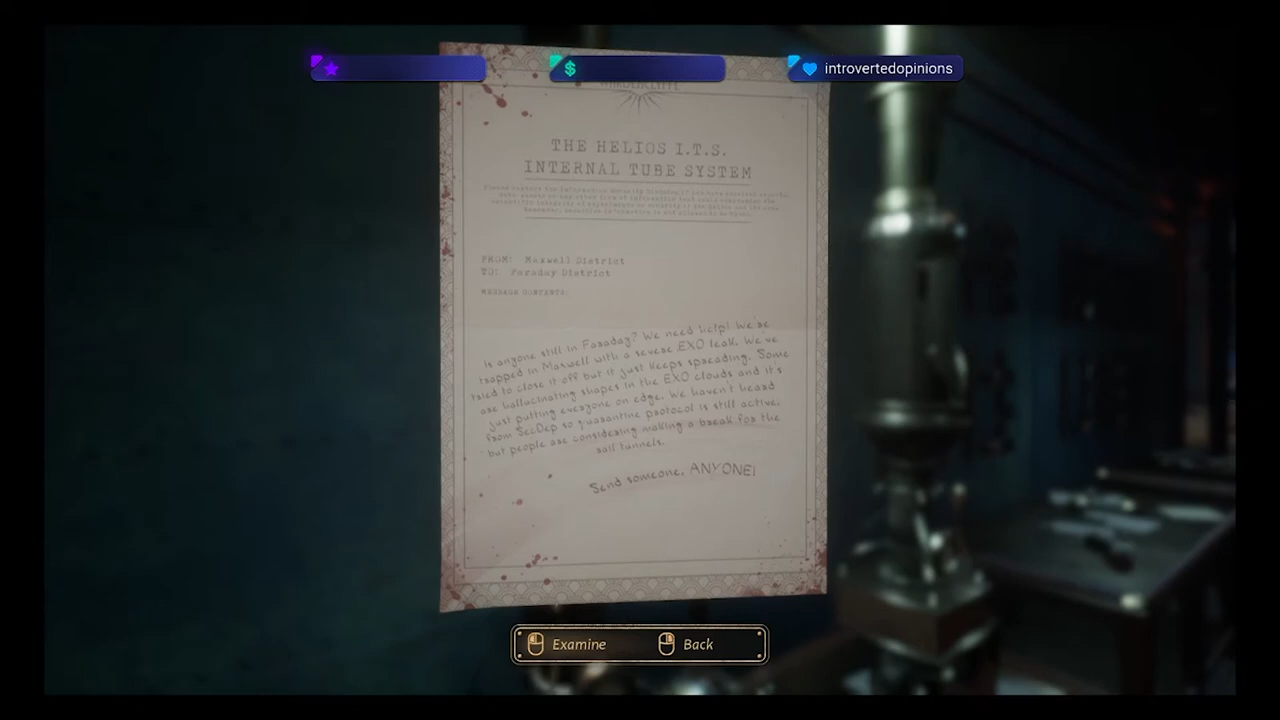 introvertedopinions
WARDENCLYFFE
THE HELIOS I.T.S.
INTERNAL TUBE SYSTEM
FROM: Maxwell District
TO: Faraday District
MESSAGE CONTENTS:
Is anyone still in Faraday? We need help! We're
trapped in Maxwell with a severe EXO leak. We've
tried to close it off but it just keeps spreading. Some
are hallucinating shapes in the EXO clouds and it's
just putting everyone on edge. We haven't heard
from SecDep so quarantine protocol is still active,
but people are considering making a break for the
rail tunnels.
Send someone, ANYONE!
Examine Back